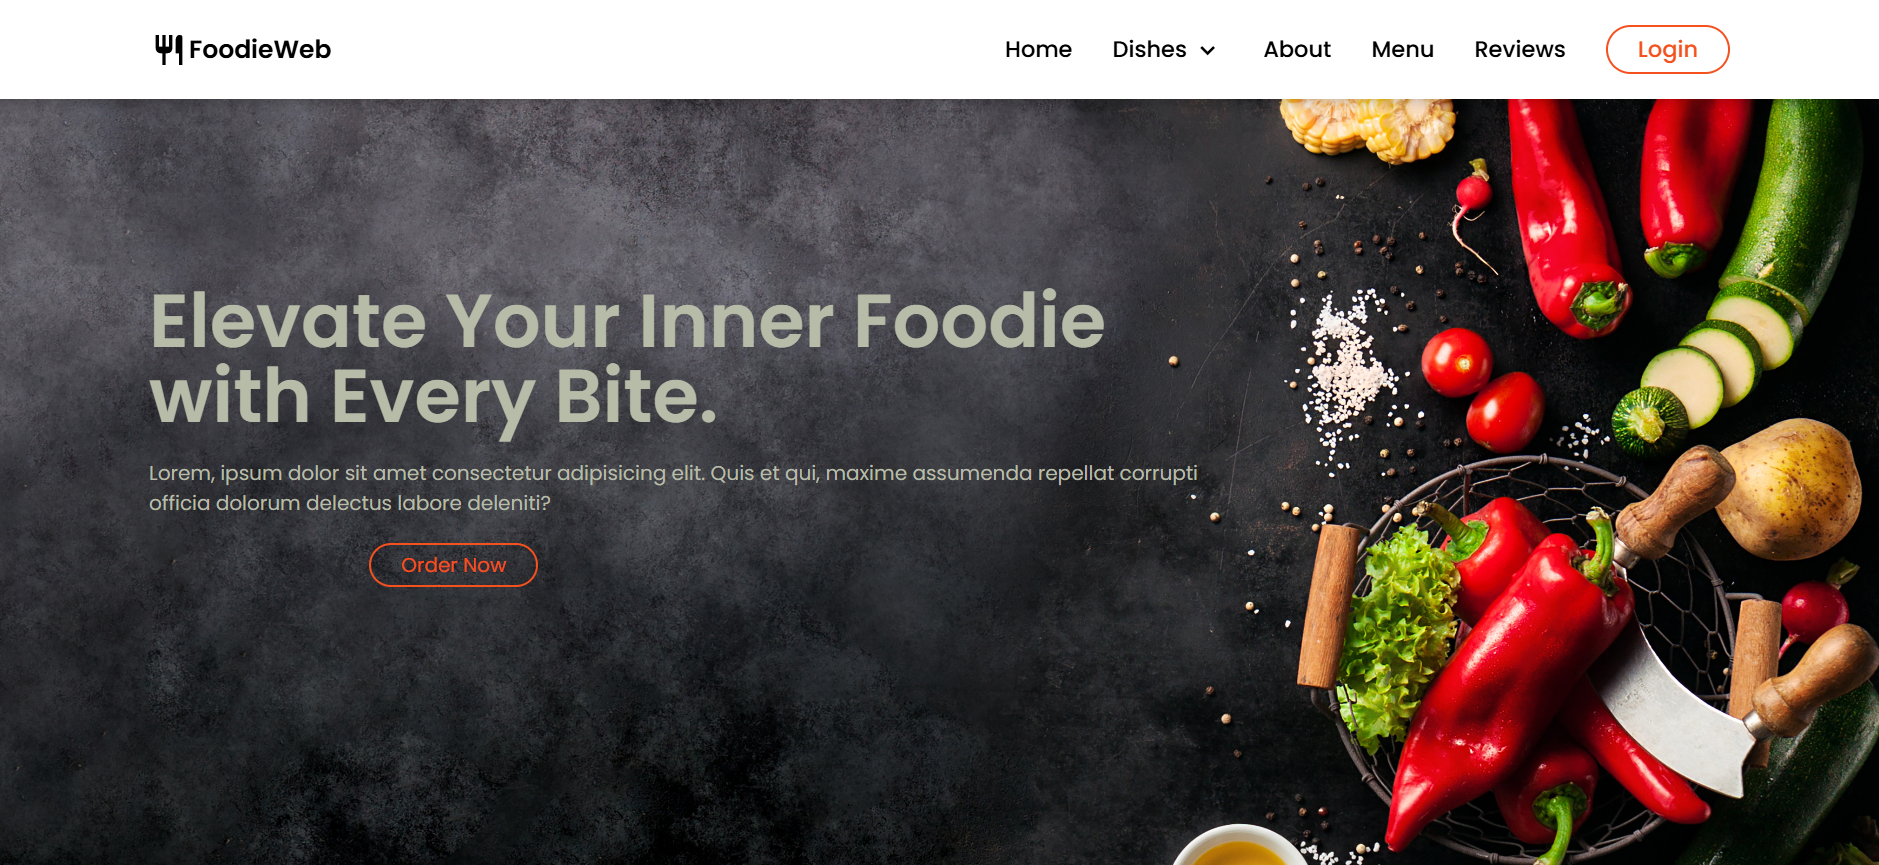 FoodieWeb
Home Dishes About Menu Reviews Login
Elevate Your Inner Foodie
with Every Bite.
Lorem, ipsum dolor sit amet consectetur adipisicing elit. Quis et qui, maxime assumenda repellat corrupti
officia dolorum delectus labore deleniti?
Order Now